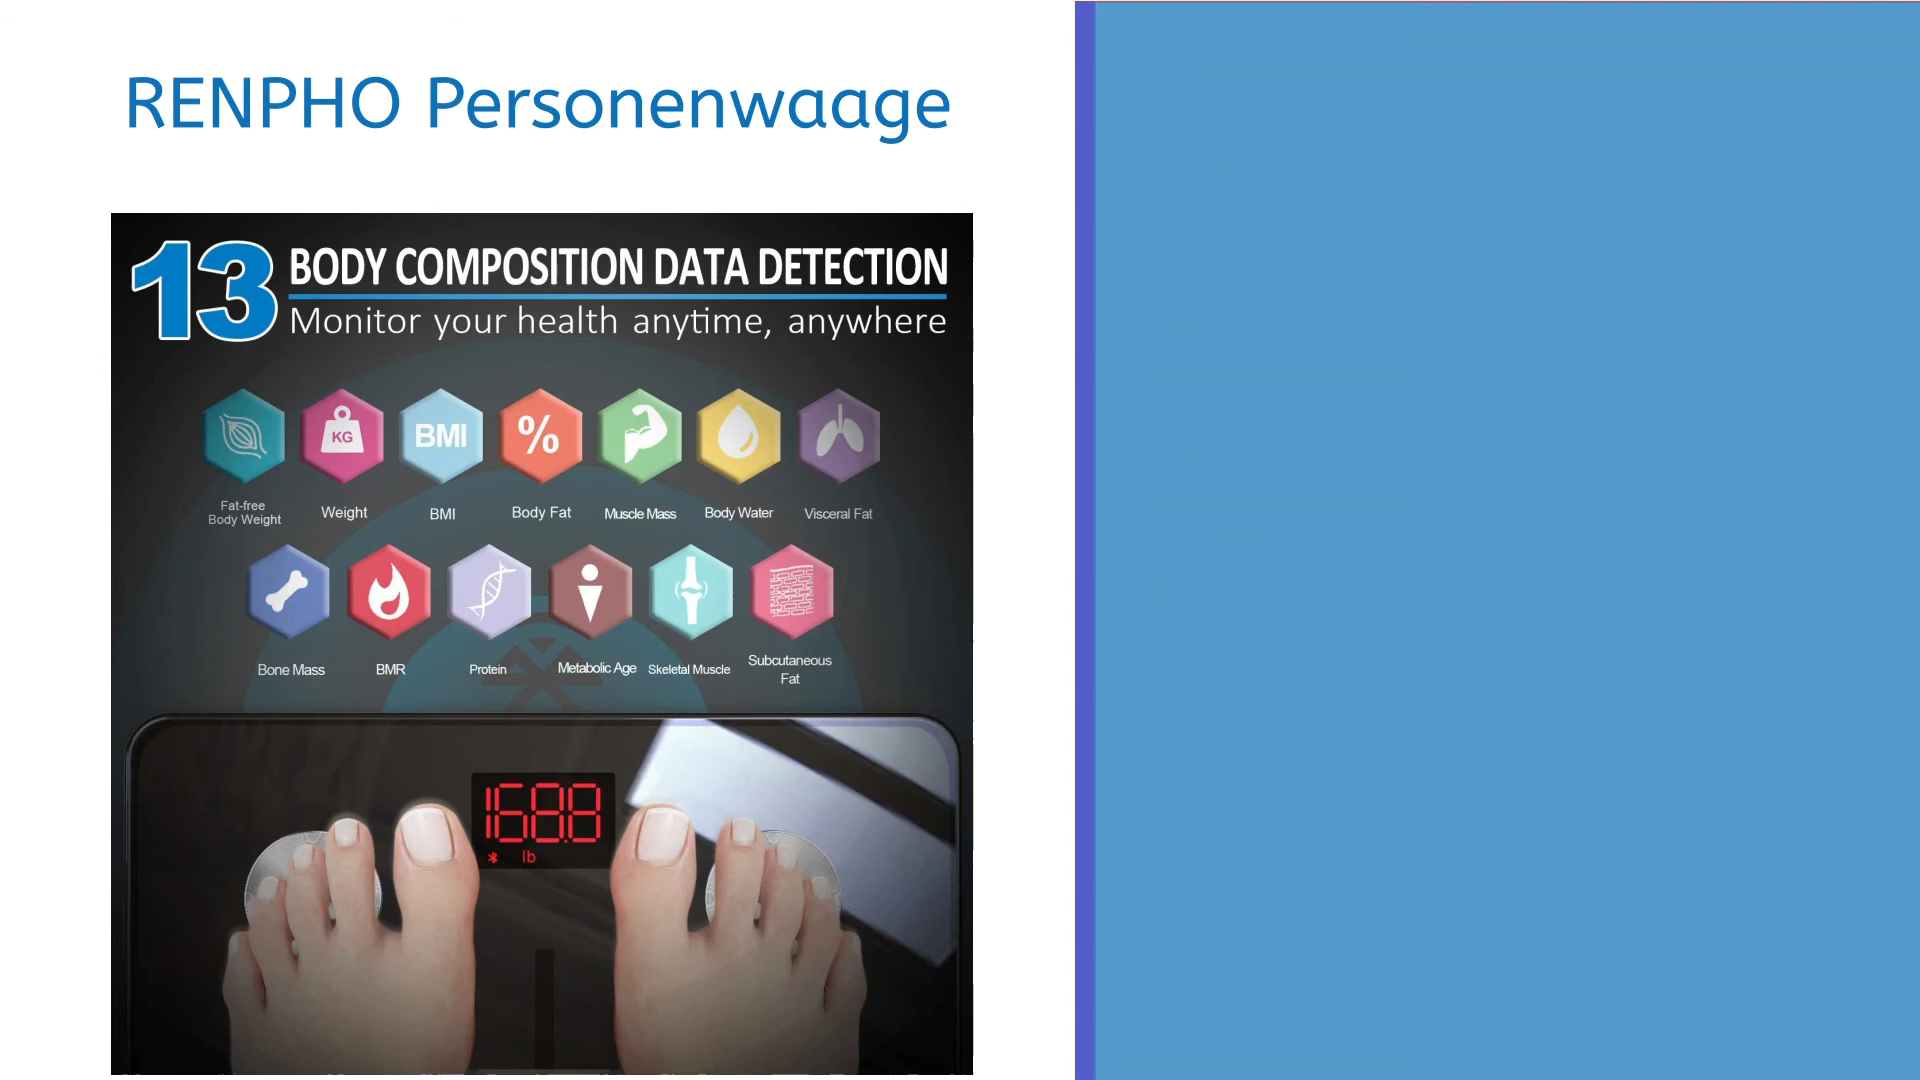 RENPHO Personenwaage
13 BODY COMPOSITION DATA DETECTION
Monitor your health anytime, anywhere
KG
BMI
%
Fat-free
Body Weight
Weight
BMI
Body Fat
Muscle Mass
Body Water
Visceral Fat
Bone Mass
BMR
Protein
Metabolic Age
Skeletal Muscle
Subcutaneous
Fat
168.8
lb